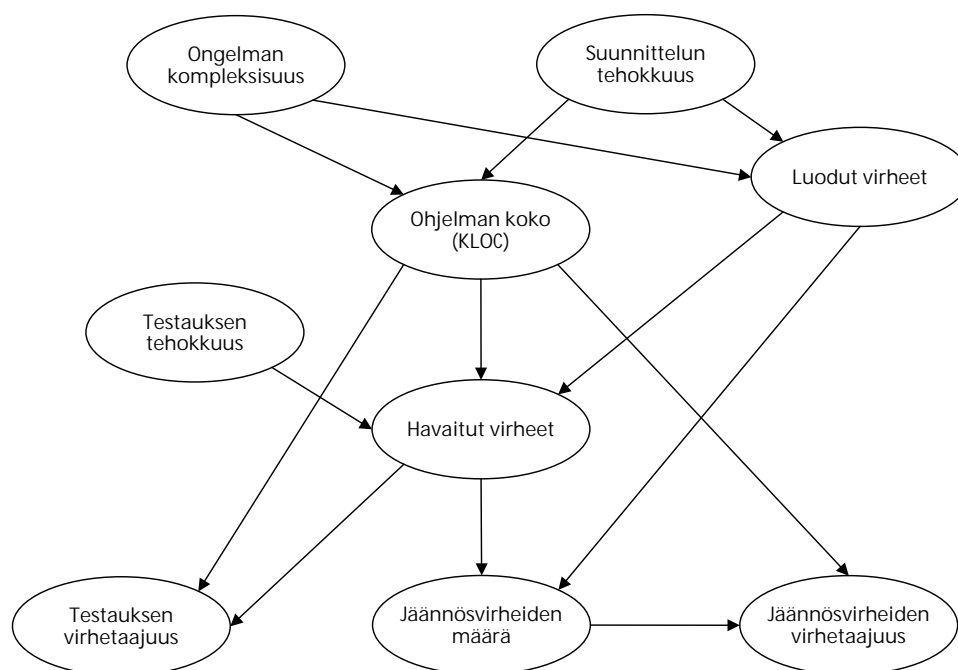 Ongelman
kompleksisuus
Suunnittelun
tehokkuus
Luodut virheet
Ohjelman koko
(KLOC)
Testauksen
tehokkuus
Havaitut virheet
Testauksen
virhetaajuus
Jäännösvirheiden
määrä
Jäännösvirheiden
virhetaajuus